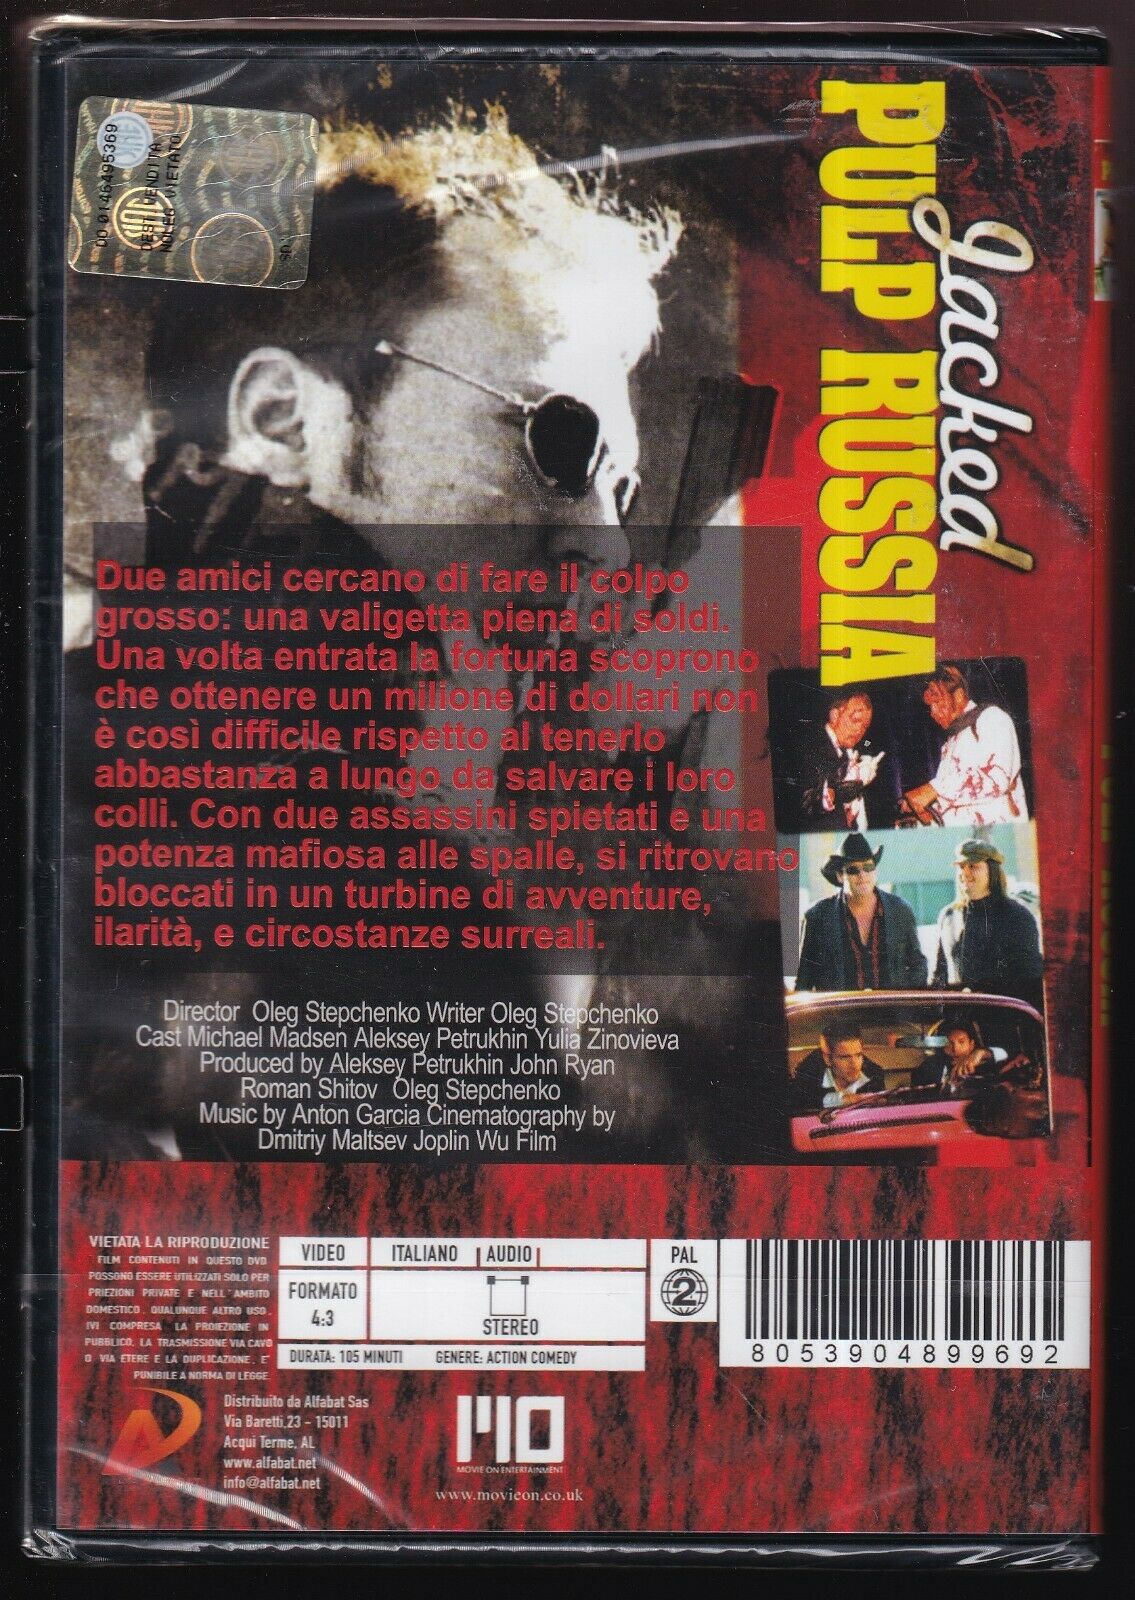 DO 0146495369
DEST.VENDITA
NOLEG VIETATO
SD
Jacked
PULP RUSSIA
Due amici cercano di fare il colpo
grosso: una valigetta piena di soldi.
Una volta entrata la fortuna scoprono
che ottenere un milione di dollari non
è così difficile rispetto al tenerlo
abbastanza a lungo da salvare i loro
colli. Con due assassini spietati e una
potenza mafiosa alle spalle, si ritrovano
bloccati in un turbine di avventure,
ilarità, e circostanze surreali.
Director Oleg Stepchenko Writer Oleg Stepchenko
Cast Michael Madsen Aleksey Petrukhin Yulia Zinovieva
Produced by Aleksey Petrukhin John Ryan
Roman Shitov Oleg Stepchenko
Music by Anton Garcia Cinematography by
Dmitriy Maltsev Joplin Wu Film
VIETATA LA RIPRODUZIONE
FILM CONTENUTI IN QUESTO DVD
POSSONO ESSERE UTILIZZATI SOLO PER
PRIEZIONI PRIVATE E NELL'AMBITO
DOMESTICO. QUALUNQUE ALTRO USO,
IVI COMPRESA LA PROIEZIONE IN
PUBBLICO, LA TRASMISSIONE VIA CAVO
O VIA ETERE E LA DUPLICAZIONE, E'
PUNIBILE A NORMA DI LEGGE.
VIDEO
ITALIANO
AUDIO
FORMATO
4:3
STEREO
DURATA: 105 MINUTI
GENERE: ACTION COMEDY
PAL
2
8053904899692
Distribuito da Alfabat Sas
Via Baretti,23 - 15011
Acqui Terme, AL
www.alfabat.net
info@alfabat.net
MO
MOVIE ON ENTERTAINMENT
www.movieon.co.uk